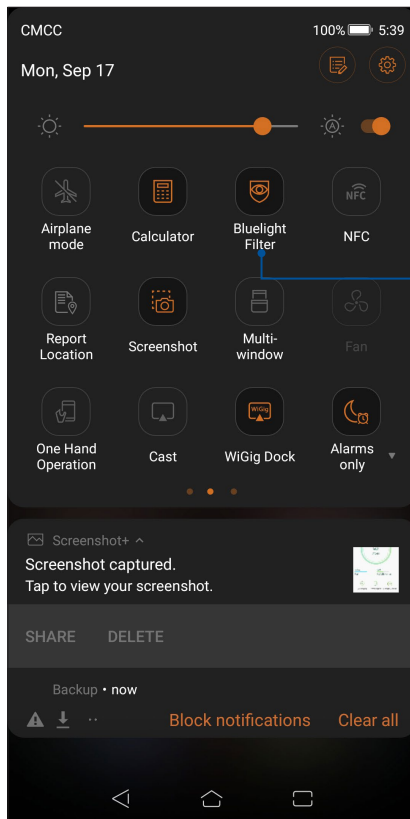 CMCC
100% 5:39
Mon, Sep 17
A
NFC
Airplane
mode
Calculator
Bluelight
Filter
NFC
Report
Location
Screenshot
Multi-
window
Fan
WiGig
One Hand
Operation
Cast
WiGig Dock
Alarms
only
Screenshot+
Screenshot captured.
Tap to view your screenshot.
SHARE DELETE
Backup • now
Block notifications Clear all